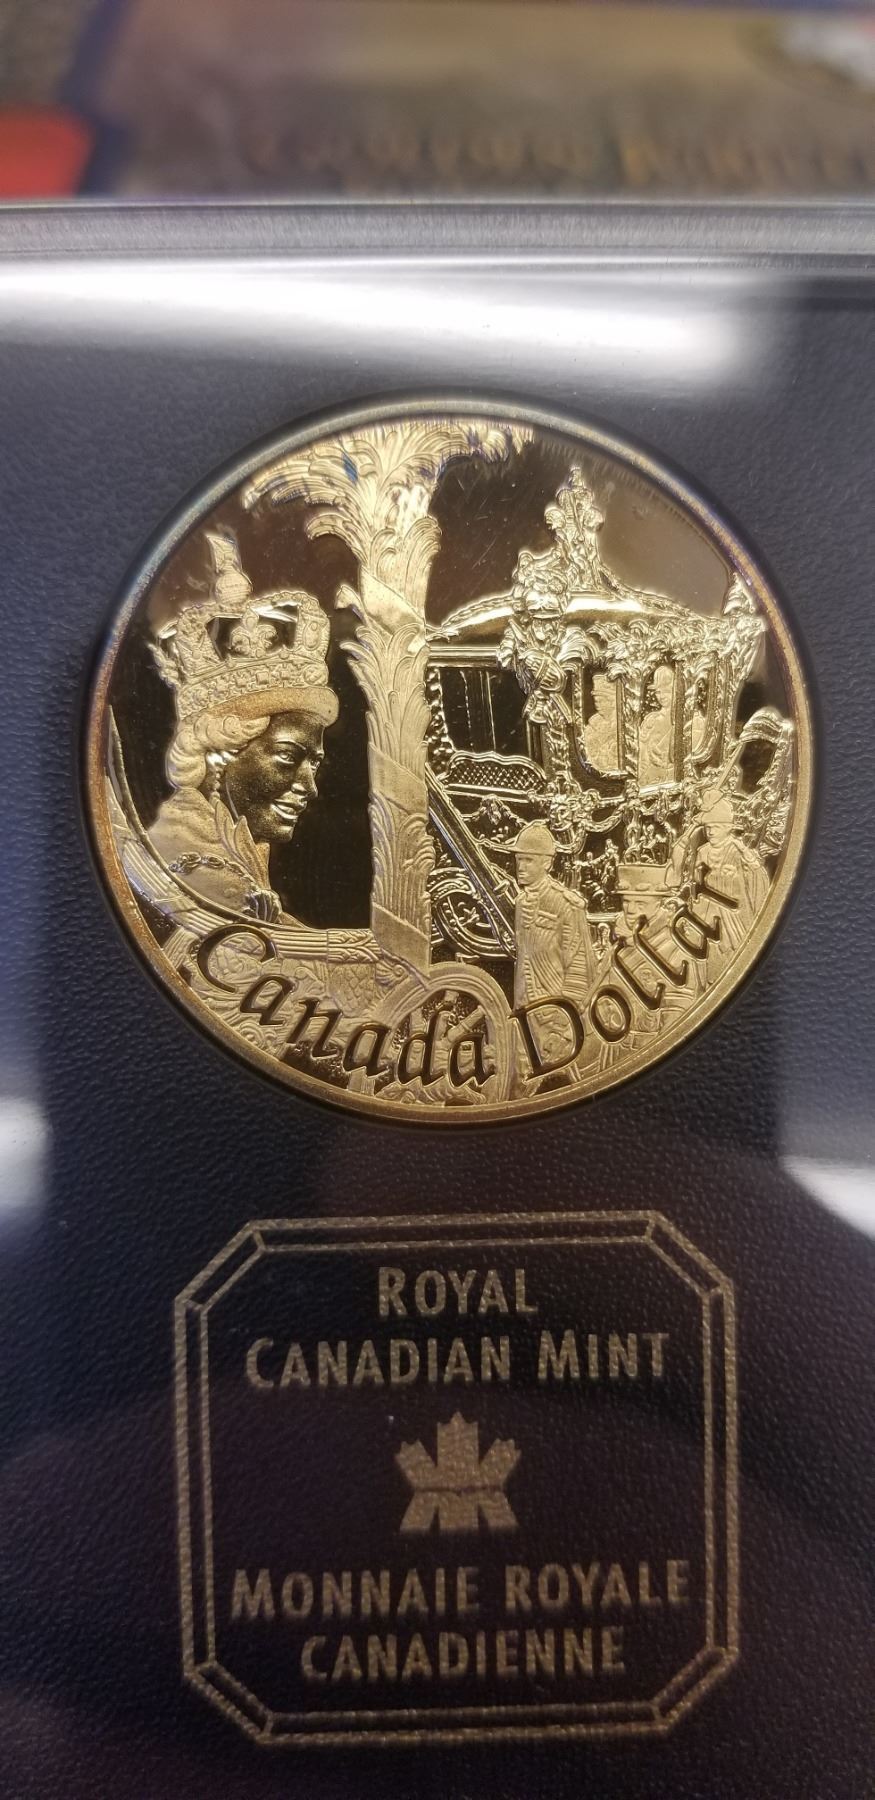 Canada Dollar
ROYAL
CANADIAN MINT
MONNAIE ROYALE
CANADIENNE